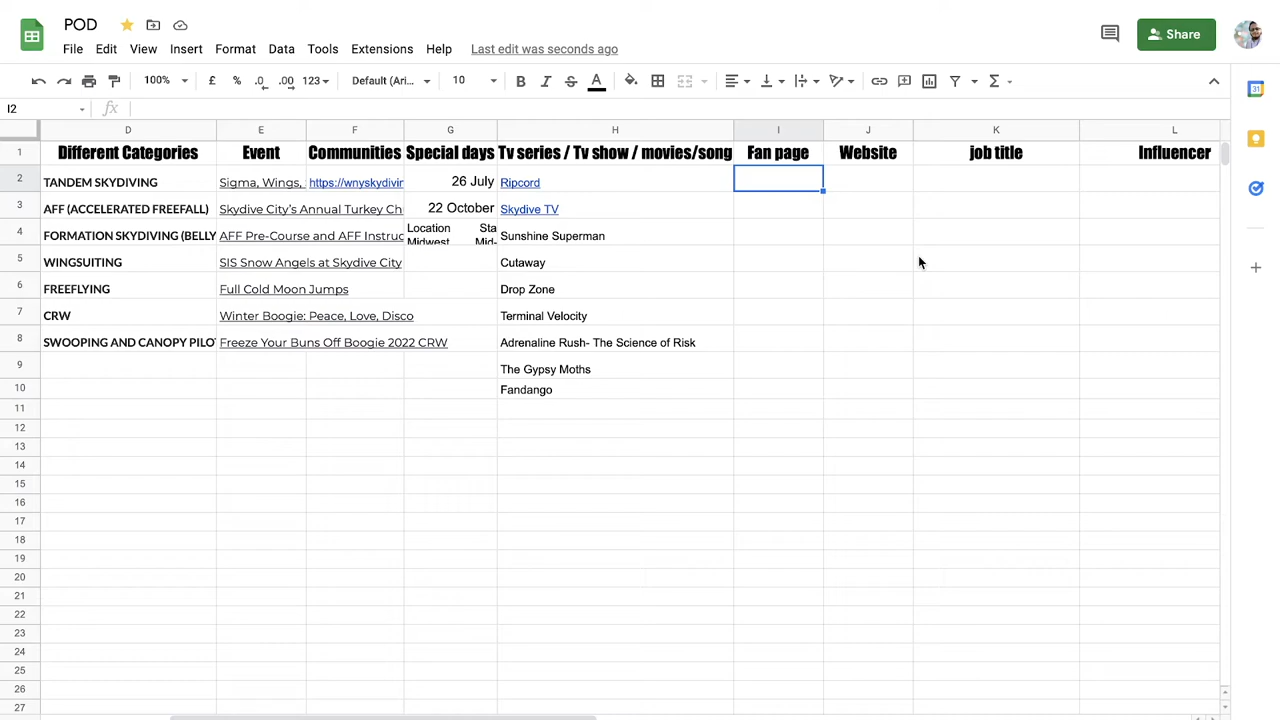 POD
File Edit View Insert Format Data Tools Extensions Help Last edit was seconds ago
Share
100% £ % .0 .00 123 Default (Ari... 10 B I S A Σ
31
I2 fx
D E F G H I J K L
1 Different Categories Event Communities Special days Tv series / Tv show / movies/song Fan page Website job title Influencer
2 TANDEM SKYDIVING Sigma, Wings, https://wnyskydivin 26 July Ripcord
3 AFF (ACCELERATED FREEFALL) Skydive City's Annual Turkey Ch 22 October Skydive TV
4 FORMATION SKYDIVING (BELLY AFF Pre-Course and AFF Instruc Location Sta Sunshine Superman
Midwest Mid-
5 WINGSUITING SIS Snow Angels at Skydive City Cutaway
6 FREEFLYING Full Cold Moon Jumps Drop Zone
7 CRW Winter Boogie: Peace, Love, Disco Terminal Velocity
8 SWOOPING AND CANOPY PILOT Freeze Your Buns Off Boogie 2022 CRW Adrenaline Rush- The Science of Risk
9 The Gypsy Moths
10 Fandango
11
12
13
14
15
16
17
18
19
20
21
22
23
24
25
26
27